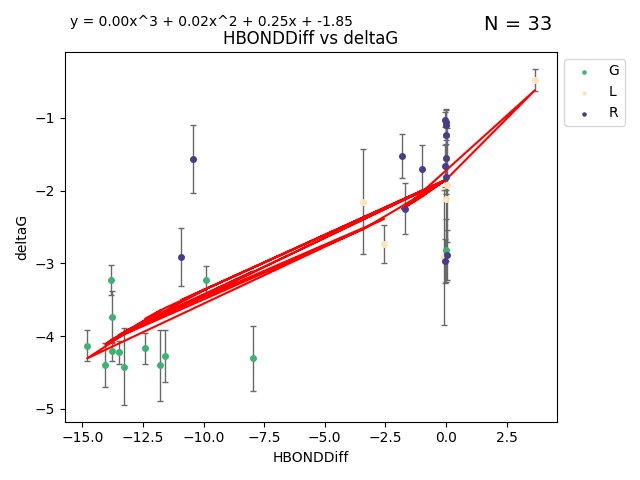 y = 0.00x^3 + 0.02x^2 + 0.25x + -1.85
N = 33
HBONDDiff vs deltaG
G
L
R
deltaG
−1
−2
−3
−4
−5
−15.0 −12.5 −10.0 −7.5 −5.0 −2.5 0.0 2.5
HBONDDiff